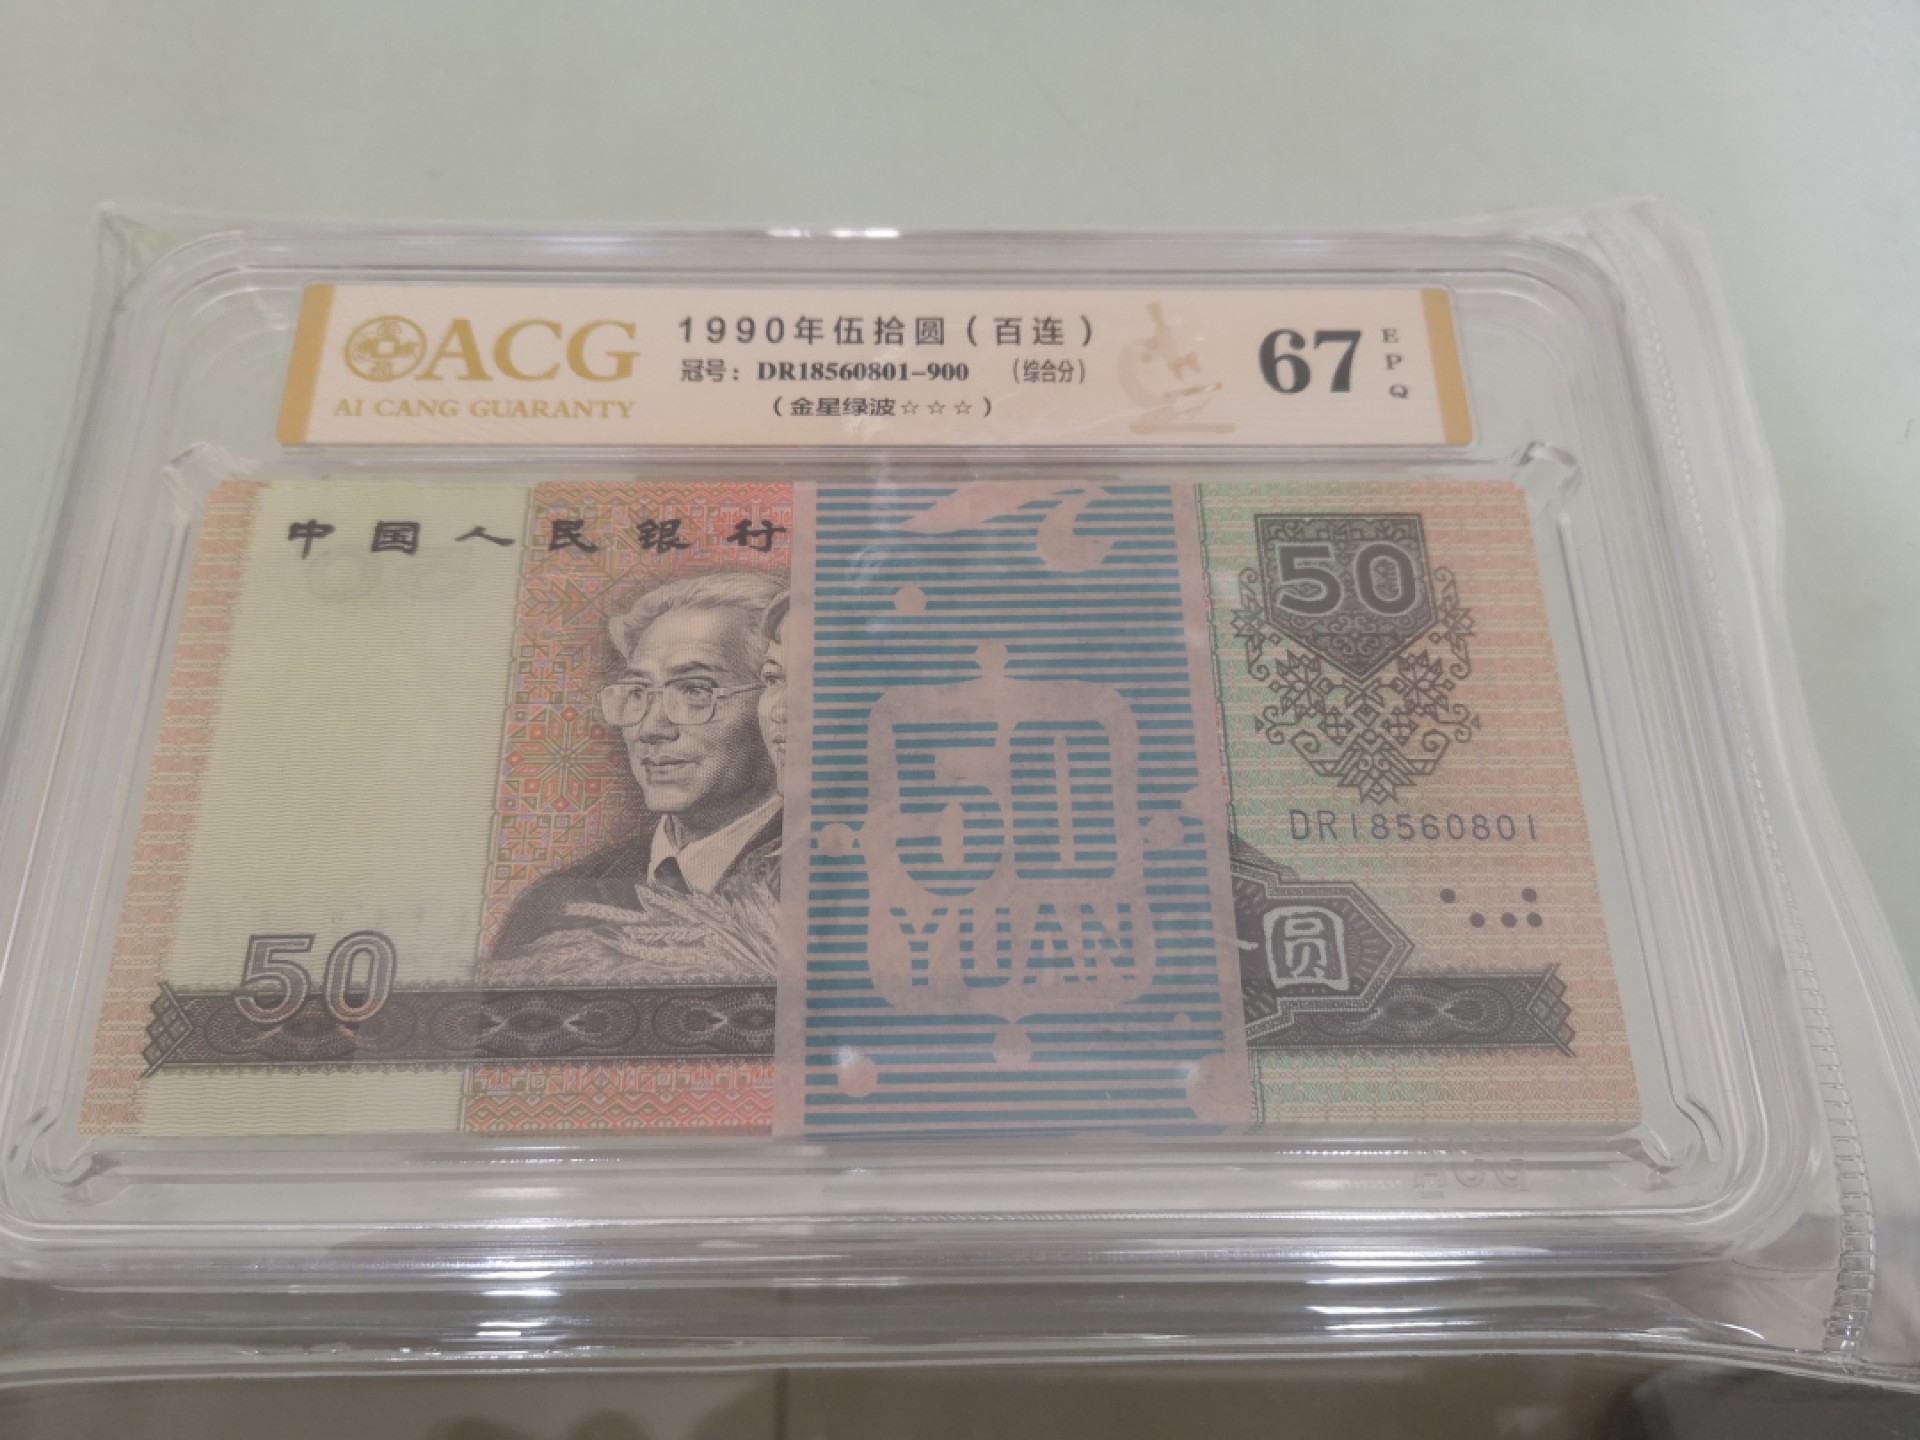 ACG
AI CANG GUARANTY
1990年伍拾圆（百连）
冠号：DR18560801-900 （综合分）
（金星绿波☆☆☆）
67
EPQ
中国人民银行
50
50
DR18560801
50
YUAN
圆
ACG